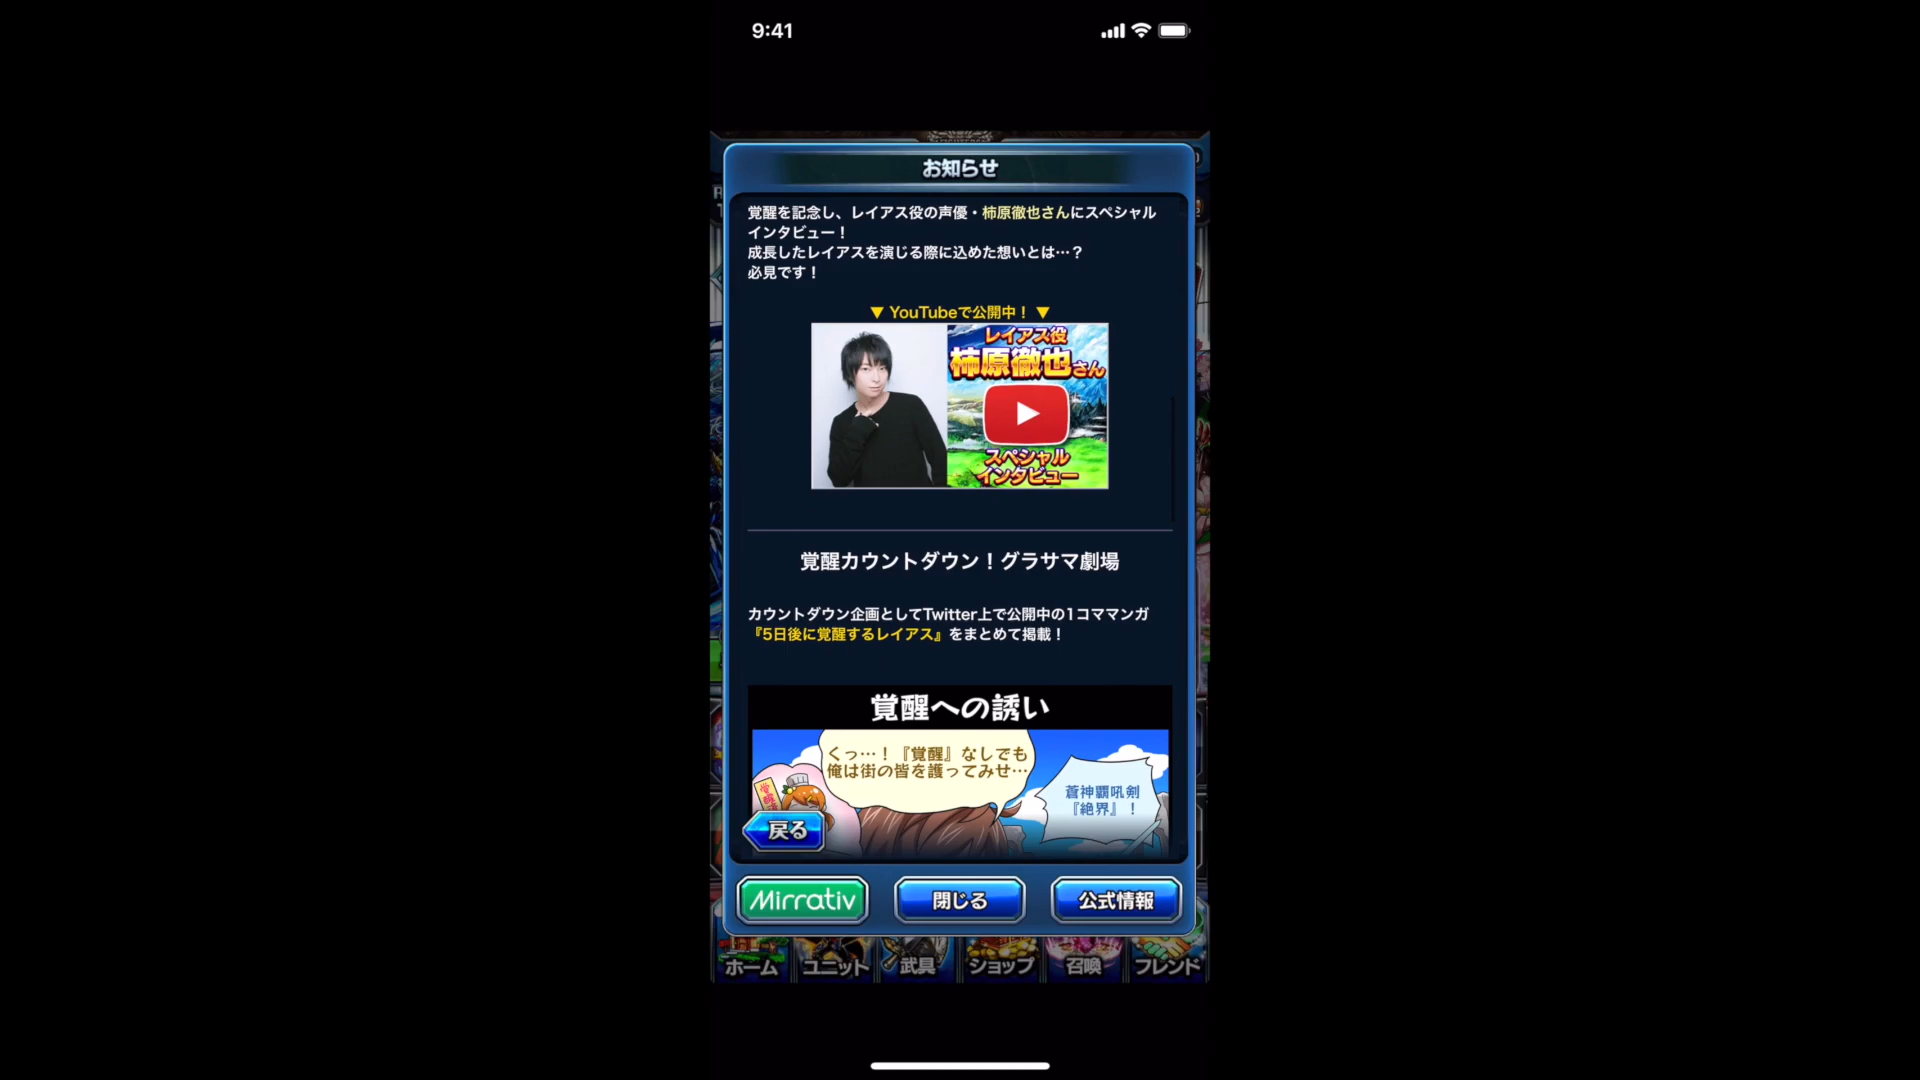 9:41
お知らせ
覚醒を記念し、レイアス役の声優・柿原徹也さんにスペシャル
インタビュー！
成長したレイアスを演じる際に込めた想いとは…？
必見です！
▼ YouTubeで公開中！ ▼
レイアス役
柿原徹也さん
スペシャル
インタビュー
覚醒カウントダウン！グラサマ劇場
カウントダウン企画としてTwitter上で公開中の1コママンガ
『5日後に覚醒するレイアス』をまとめて掲載！
覚醒への誘い
くっ…！『覚醒』なしでも
俺は街の皆を護ってみせ…
蒼神覇吼剣
『絶界』！
戻る
Mirrativ
閉じる
公式情報
ホーム
ユニット
武具
ショップ
召喚
フレンド